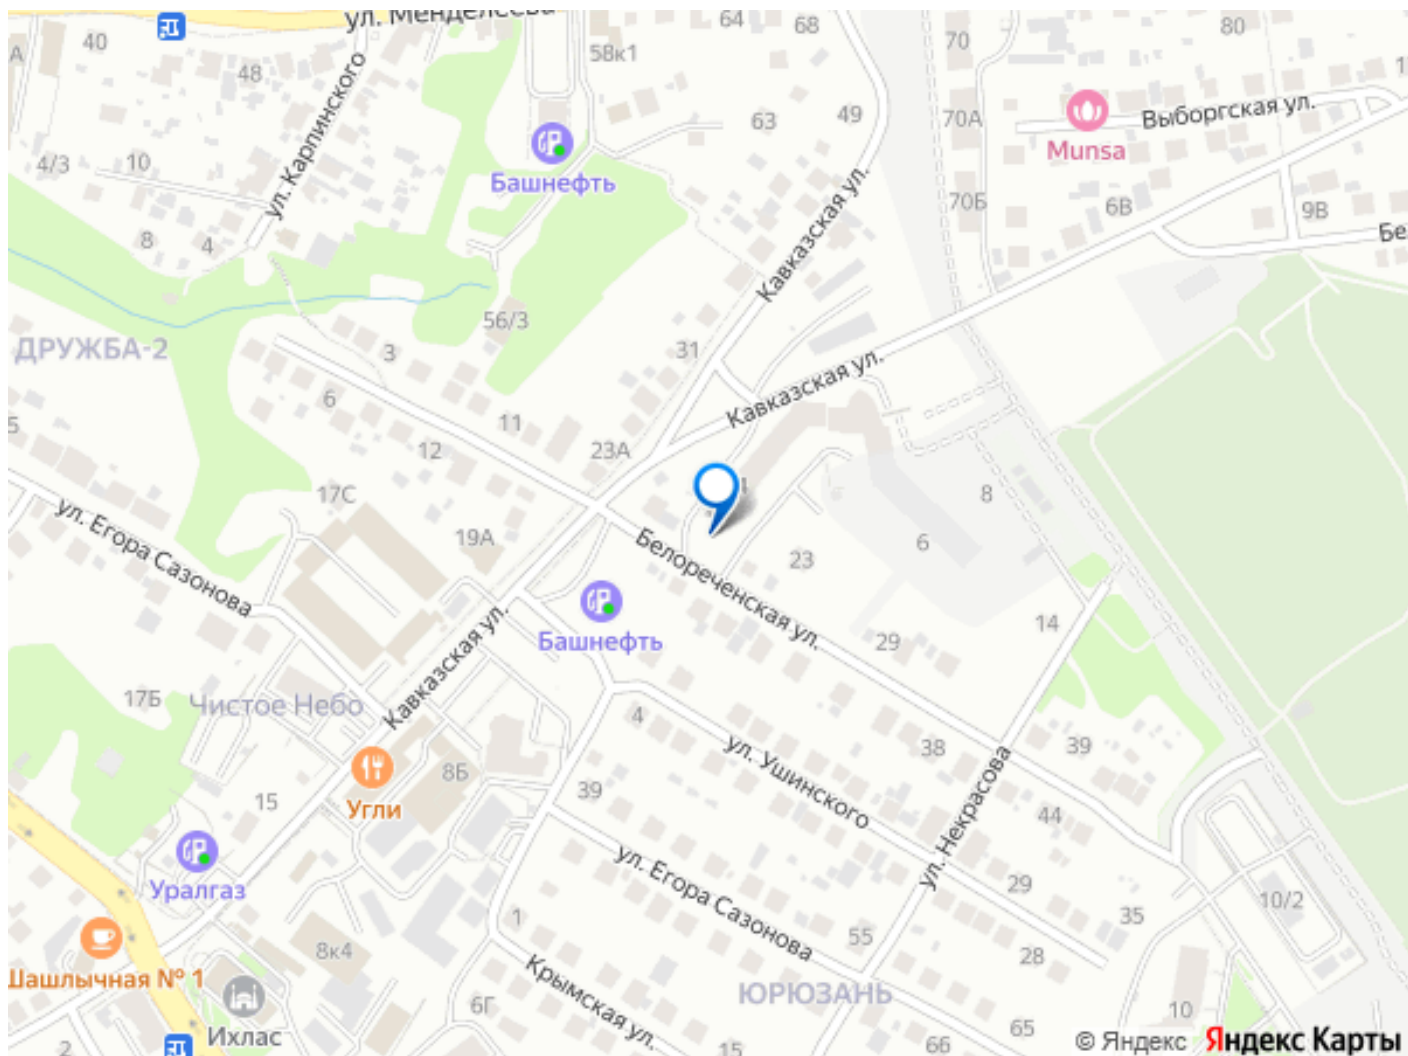 ул. Менделеева
64
68
70
80
40
58к1
48
ул. Карпинского
63
49
70А
Выборгская ул.
Munsa
4/3
10
Башнефть
70Б
6В
9В
8
4
Кавказская ул.
Бе
56/3
ДРУЖБА-2
3
31
Кавказская ул.
6
11
12
23А
5
17С
8
ул. Егора Сазонова
19А
Белореченская ул.
6
23
Башнефть
14
29
Кавказская ул.
17Б
Чистое Небо
4
ул. Ушинского
38
39
8Б
39
ул. Некрасова
15
Угли
44
Уралгаз
ул. Егора Сазонова
29
10/2
1
35
55
8к4
28
Шашлычная № 1
Крымская ул.
ЮРЮЗАНЬ
6Г
10
65
Ихлас
2
15
66
© Яндекс Яндекс Карты